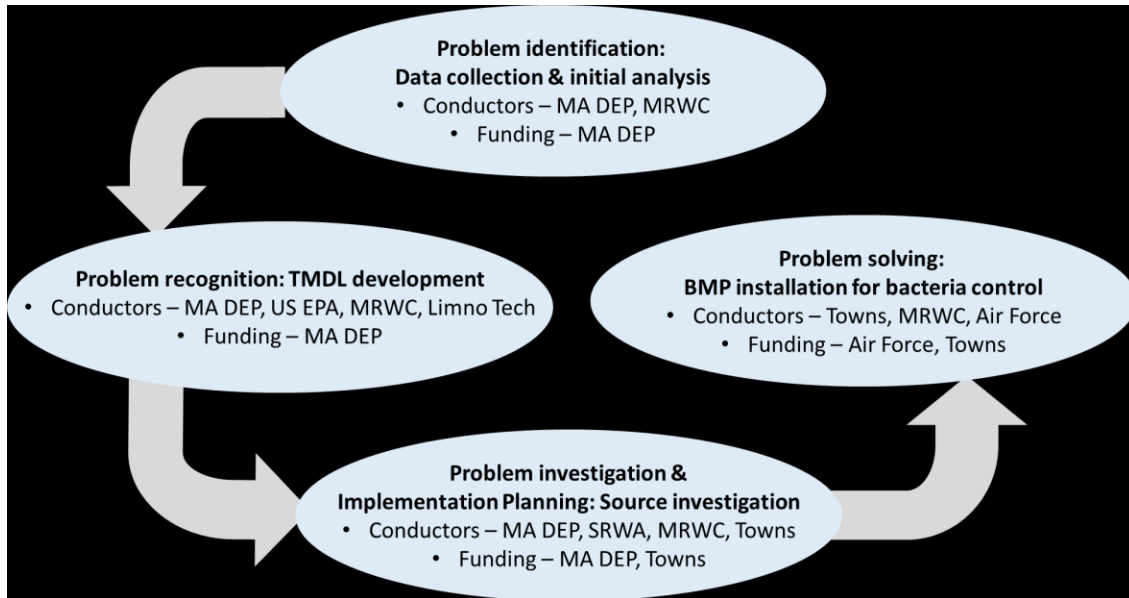 Problem identification:
Data collection & initial analysis
• Conductors – MA DEP, MRWC
• Funding – MA DEP
Problem recognition: TMDL development
• Conductors – MA DEP, US EPA, MRWC, Limno Tech
• Funding – MA DEP
Problem investigation &
Implementation Planning: Source investigation
• Conductors – MA DEP, SRWA, MRWC, Towns
• Funding – MA DEP, Towns
Problem solving:
BMP installation for bacteria control
• Conductors – Towns, MRWC, Air Force
• Funding – Air Force, Towns